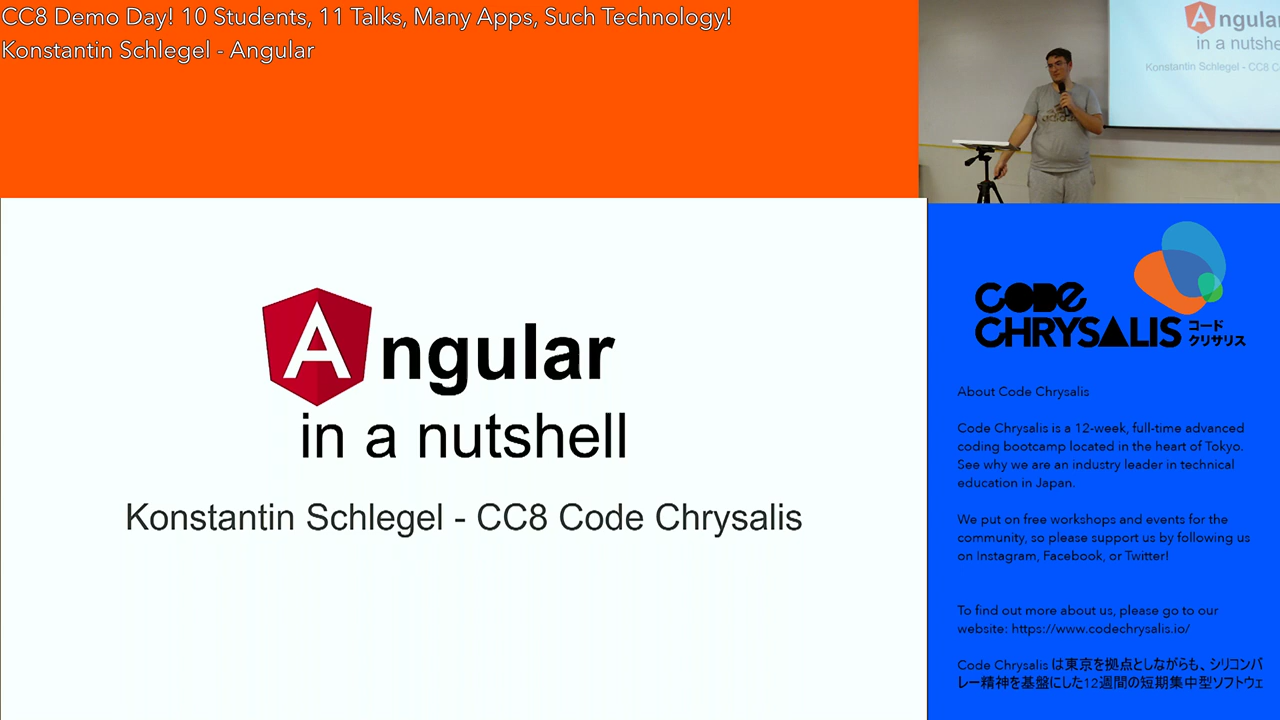 CC8 Demo Day! 10 Students, 11 Talks, Many Apps, Such Technology!
Konstantin Schlegel - Angular
Angular
in a nutshe
Konstantin Schlegel - CC8 C
Angular
in a nutshell
Konstantin Schlegel - CC8 Code Chrysalis
CODE
CHRYSALIS
コード
クリサリス
About Code Chrysalis
Code Chrysalis is a 12-week, full-time advanced
coding bootcamp located in the heart of Tokyo.
See why we are an industry leader in technical
education in Japan.
We put on free workshops and events for the
community, so please support us by following us
on Instagram, Facebook, or Twitter!
To find out more about us, please go to our
website: https://www.codechrysalis.io/
Code Chrysalis は東京を拠点としながらも、シリコンバ
レー精神を基盤にした12週間の短期集中型ソフトウェ